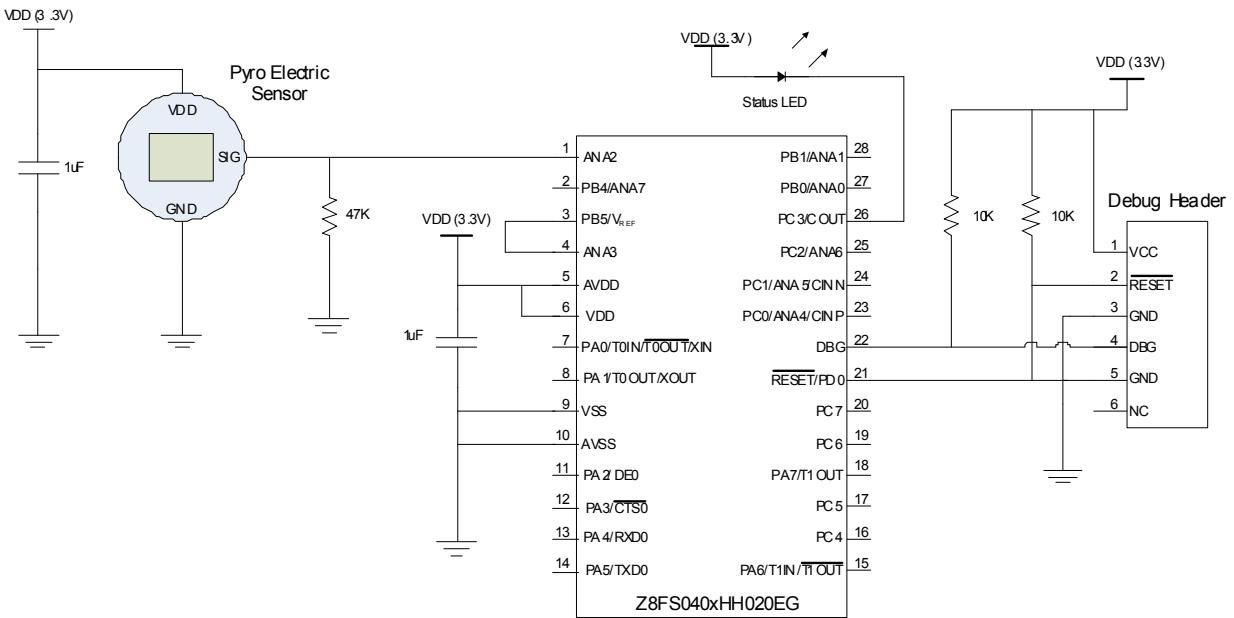 VDD (3.3V)
Pyro Electric
Sensor
VDD
SIG
GND
1uF
47K
VDD (3.3V)
1uF
VDD (3.3V)
Status LED
VDD (33V)
10K
10K
Debug Header
1 VCC
2 RESET
3 GND
4 DBG
5 GND
6 NC
1 ANA2
2 PB4/ANA7
3 PB5/VREF
4 ANA3
5 AVDD
6 VDD
7 PA0/T0IN/T0OUT/XIN
8 PA1/T0OUT/XOUT
9 VSS
10 AVSS
11 PA2/DE0
12 PA3/CTS0
13 PA4/RXD0
14 PA5/TXD0
PB1/ANA1 28
PB0/ANA0 27
PC3/COUT 26
PC2/ANA6 25
PC1/ANA5/CINN 24
PC0/ANA4/CINP 23
DBG 22
RESET/PD0 21
PC7 20
PC6 19
PA7/T1OUT 18
PC5 17
PC4 16
PA6/T1IN/T1OUT 15
Z8FS040xHH020EG